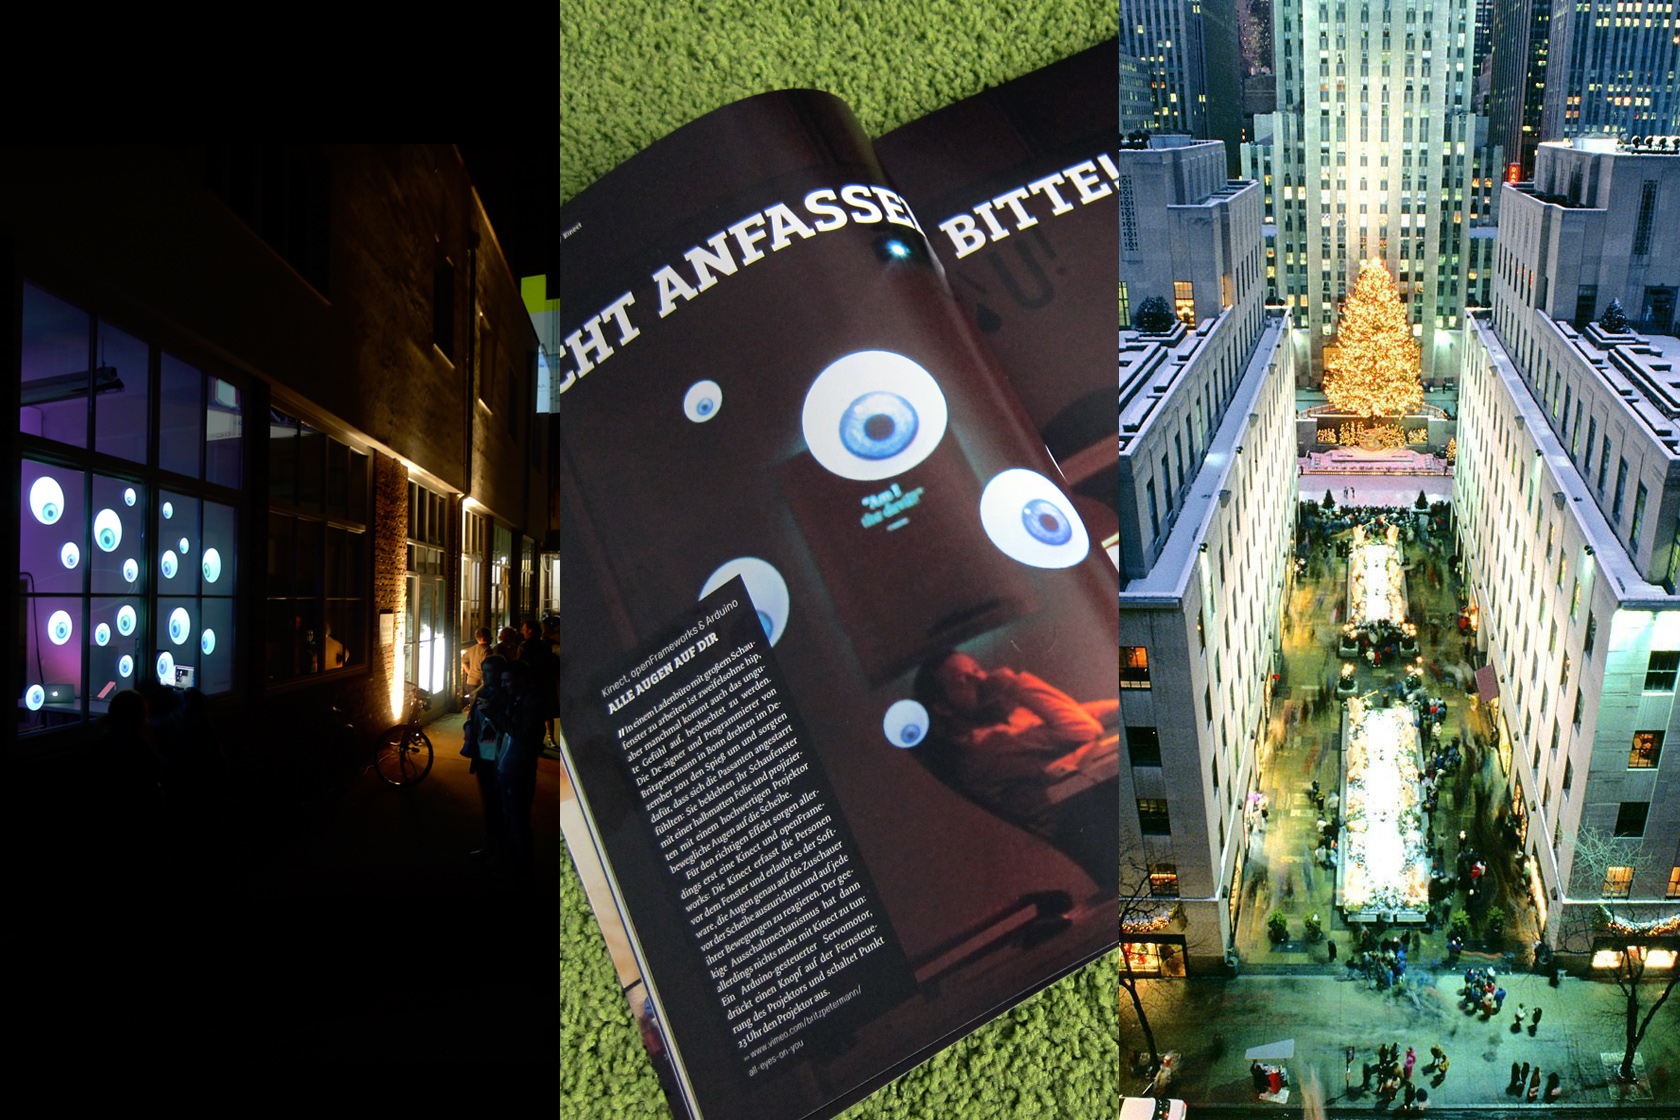 Kinect
CHT ANFASSE
BITTE!
"Am I
the devil?"
Kinect, openFrameworks & Arduino
ALLE AUGEN AUF DIR
In einem Ladenbüro mit großem Schau-
fenster zu arbeiten ist zweifelsohne hip,
aber manchmal kommt auch das ungu-
te Gefühl auf, beobachtet zu werden.
Die De-signer und Programmierer von
Britzpetermann in Bonn drehten im De-
zember 2011 den Spieß um und sorgten
dafür, dass sich die Passanten angestarrt
fühlten: Sie beklebten ihr Schaufenster
mit einer halbmatten Folie und projizier-
ten mit einem hochwertigen Projektor
bewegliche Augen auf die Scheibe.
Für den richtigen Effekt sorgen aller-
dings erst eine Kinect und openFrame-
works: Die Kinect erfasst die Personen
vor dem Fenster und erlaubt es der Soft-
ware, die Augen genau auf die Zuschauer
vor der Scheibe auszurichten und auf jede
ihrer Bewegungen zu reagieren. Der gee-
kige Ausschaltmechanismus hat dann
allerdings nichts mehr mit Kinect zu tun:
Ein Arduino-gesteuerter Servomotor,
drückt einen Knopf auf der Fernsteue-
rung des Projektors und schaltet Punkt
23 Uhr den Projektor aus.
www.vimeo.com/britzpetermann/
all-eyes-on-you